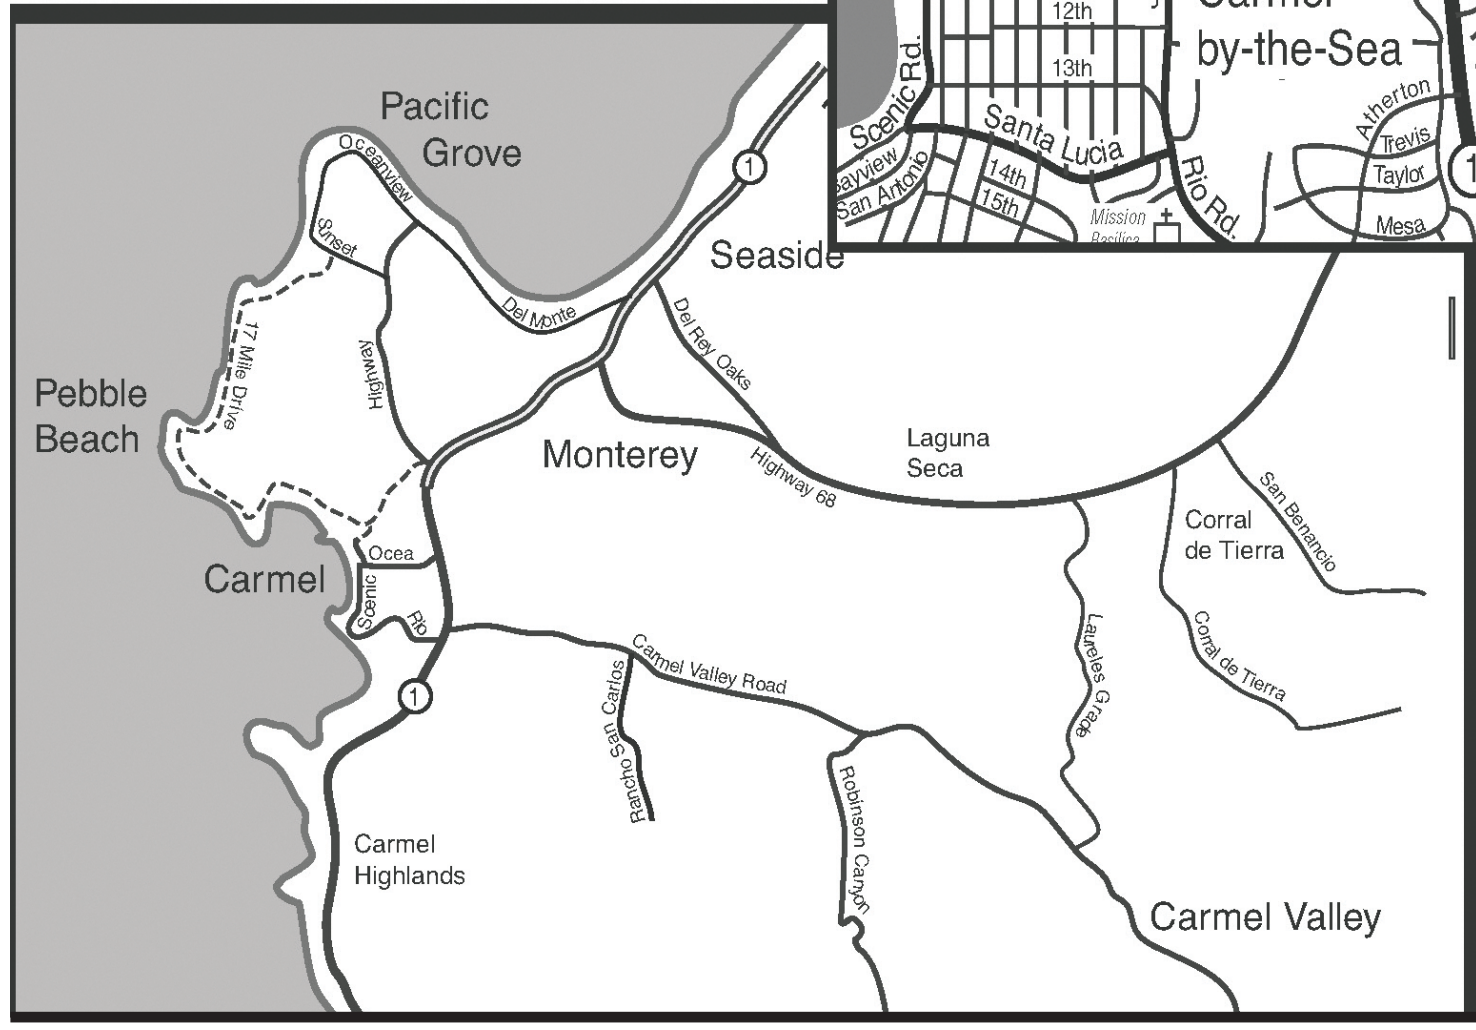 12th
Carmel
by-the-Sea
13th
Scenic Rd.
Santa Lucia
Atherton
Trevis
Taylor
Mesa
1
14th
15th
San Antonio
Rio Rd.
Mission
Basilica
Pacific
Grove
Oceanview
Sunset
1
Seaside
Del Monte
Del Rey Oaks
17 Mile Drive
Highway
Pebble
Beach
Monterey
Highway 68
Laguna
Seca
San Benancio
Corral
de Tierra
Corral de Tierra
Ocea
Carmel
Scenic
Rio
1
Carmel Valley Road
Rancho San Carlos
Laureles Grade
Robinson Canyon
Carmel
Highlands
Carmel Valley